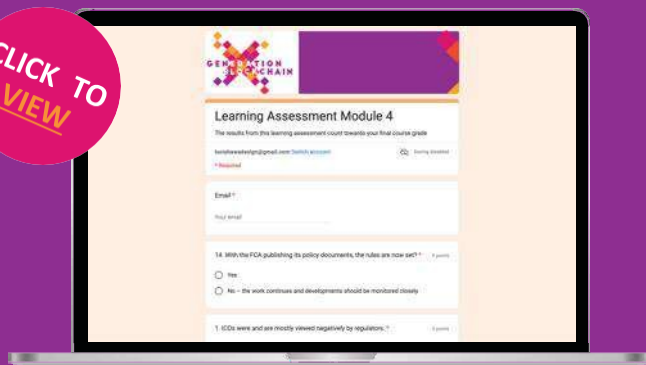 CLICK TO
VIEW
GENERATION
BLOCKCHAIN
Learning Assessment Module 4
The results from this learning assessment count towards your final course grade
Switch account
* Required
Email *
Your email
14. With the FCA publishing its policy documents, the rules are now set? *
Yes
No – the work continues and developments should be monitored closely
1. ICOs were and are mostly viewed negatively by regulators. *